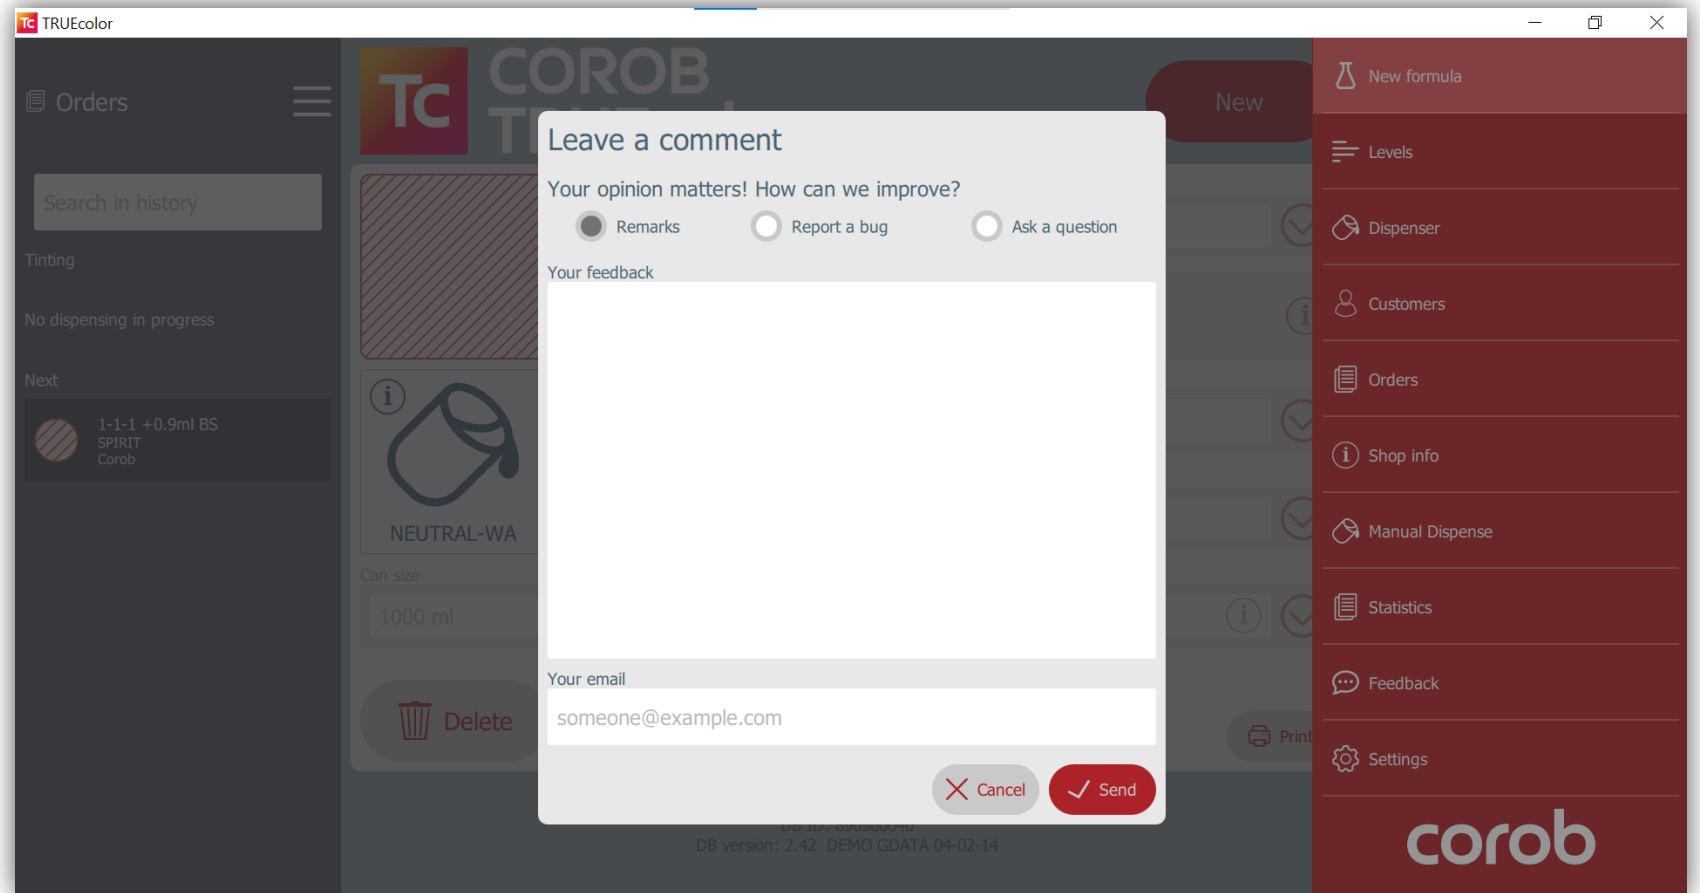 Tc TRUEcolor
Orders
Search in history
Tinting
No dispensing in progress
Next
1-1-1 +0.9ml BS
SPIRIT
Corob
Tc COROB
New
Leave a comment
Your opinion matters! How can we improve?
Remarks Report a bug Ask a question
Your feedback
i
NEUTRAL-WA
Can size
1000 ml
i
Your email
someone@example.com
Delete
Print
Cancel Send
DB version: 2.42 DEMO GDATA 04-02-14
New formula
Levels
Dispenser
Customers
Orders
Shop info
Manual Dispense
Statistics
Feedback
Settings
corob